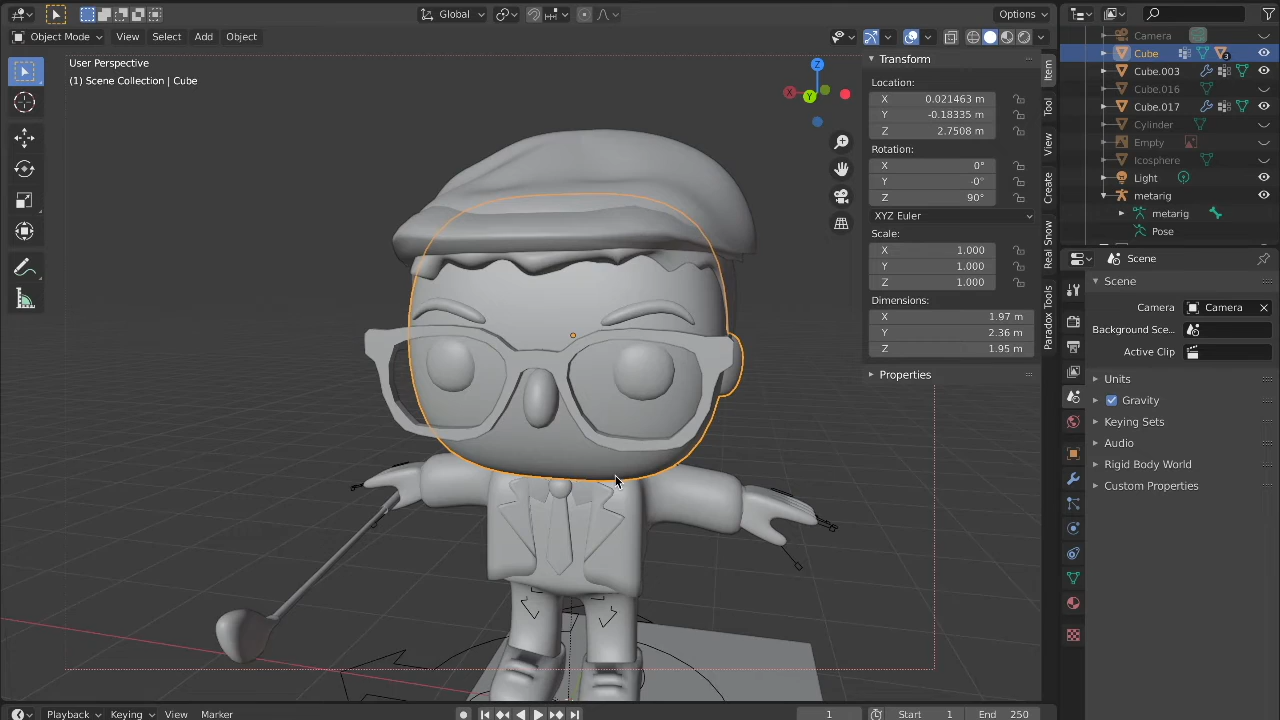 Global
Options
Object Mode
View
Select
Add
Object
User Perspective
(1) Scene Collection | Cube
Z
X
Y
Transform
Location:
X 0.021463 m
Y -0.18335 m
Z 2.7508 m
Rotation:
X 0°
Y -0°
Z 90°
XYZ Euler
Scale:
X 1.000
Y 1.000
Z 1.000
Dimensions:
X 1.97 m
Y 2.36 m
Z 1.95 m
Properties
Item
Tool
View
Create
Real Snow
Paradox Tools
Camera
Cube
3
Cube.003
Cube.016
Cube.017
Cylinder
Empty
Icosphere
Light
metarig
metarig
Pose
Scene
Scene
Camera
Camera
Background Sce...
Active Clip
Units
Gravity
Keying Sets
Audio
Rigid Body World
Custom Properties
Playback
Keying
View
Marker
1
Start 1
End 250